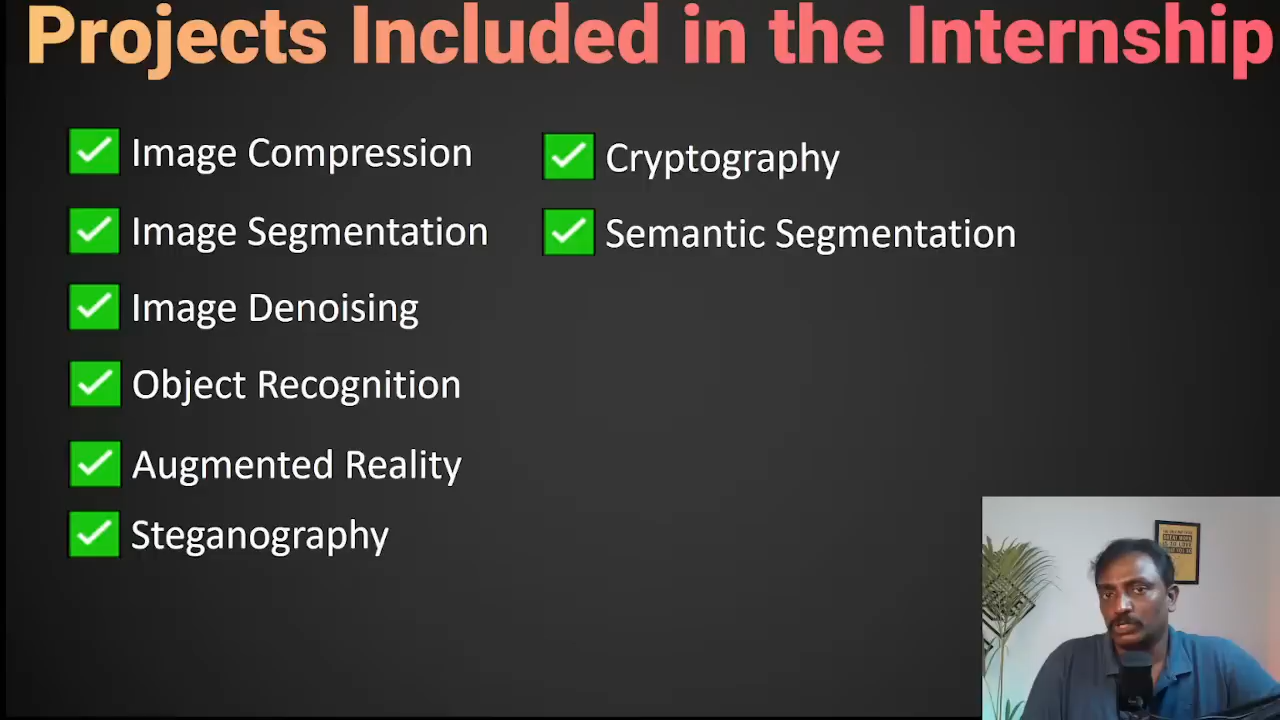 Projects Included in the Internship
Image Compression
Image Segmentation
Image Denoising
Object Recognition
Augmented Reality
Steganography
Cryptography
Semantic Segmentation